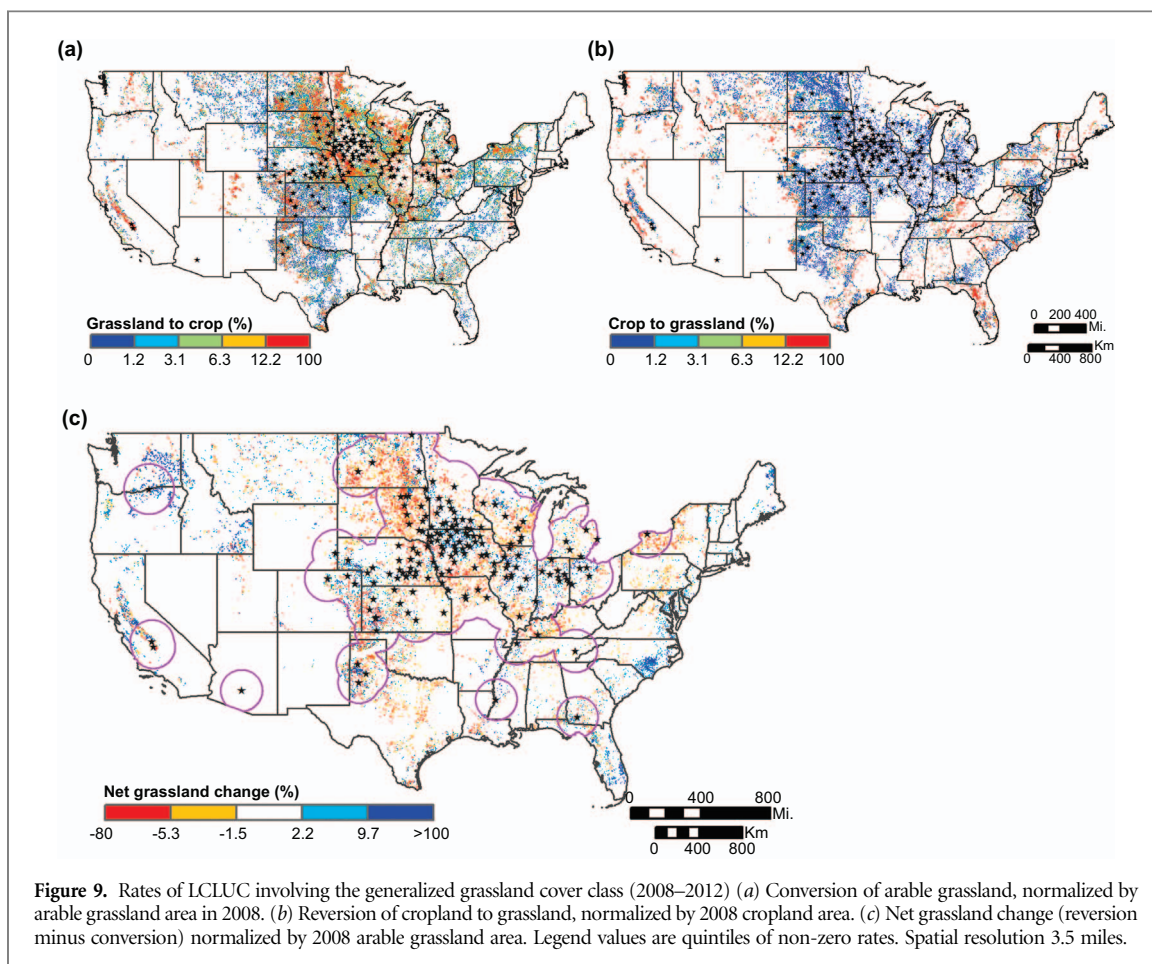 (a)
(b)
Grassland to crop (%)
0 1.2 3.1 6.3 12.2 100
Crop to grassland (%)
0 1.2 3.1 6.3 12.2 100
0 200 400
Mi.
Km
0 400 800
(c)
Net grassland change (%)
-80 -5.3 -1.5 2.2 9.7 >100
0 400 800
Mi.
Km
0 400 800
Figure 9. Rates of LCLUC involving the generalized grassland cover class (2008–2012) (a) Conversion of arable grassland, normalized by
arable grassland area in 2008. (b) Reversion of cropland to grassland, normalized by 2008 cropland area. (c) Net grassland change (reversion
minus conversion) normalized by 2008 arable grassland area. Legend values are quintiles of non-zero rates. Spatial resolution 3.5 miles.